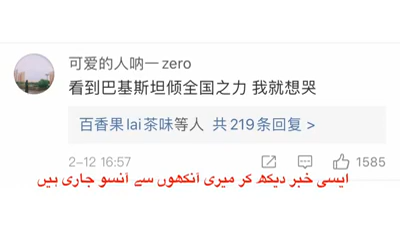 可爱的人呐一zero
看到巴基斯坦倾全国之力 我就想哭
百香果lai茶味等人 共219条回复 >
2-12 16:57 1585
ایسی خبر دیکھ کر میری آنکھوں سے آنسو جاری ہیں